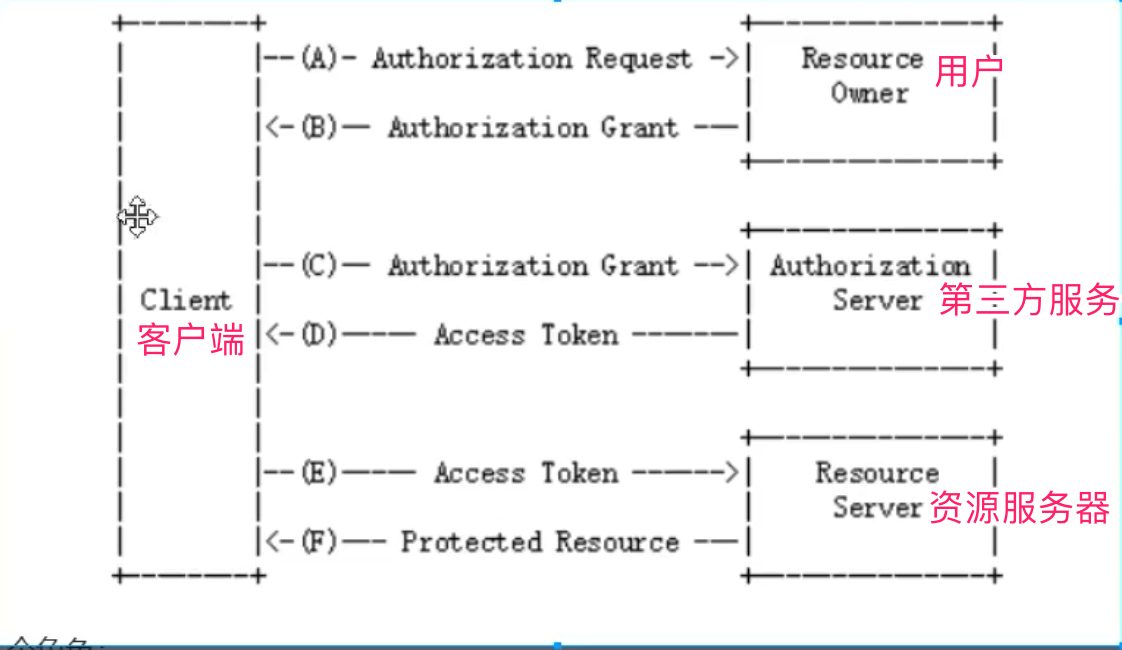 --(A)- Authorization Request ->
Resource 用户
Owner
<-(B)-- Authorization Grant ---
--(C)-- Authorization Grant -->
Authorization
Client
Server 第三方服务
客户端
<-(D)---- Access Token ------
--(E)---- Access Token ------>
Resource
Server 资源服务器
<-(F)--- Protected Resource ---